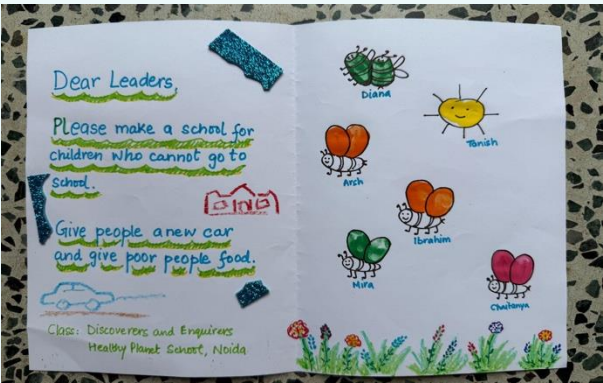 Dear Leaders
Please make a school for
children who cannot go to
school.
Give people a new car
and give poor people food.
Class: Discoverers and Enquirers
Healthy Planet School, Noida
Diana
Tanish
Arsh
Ibrahim
Mira
Chaitanya